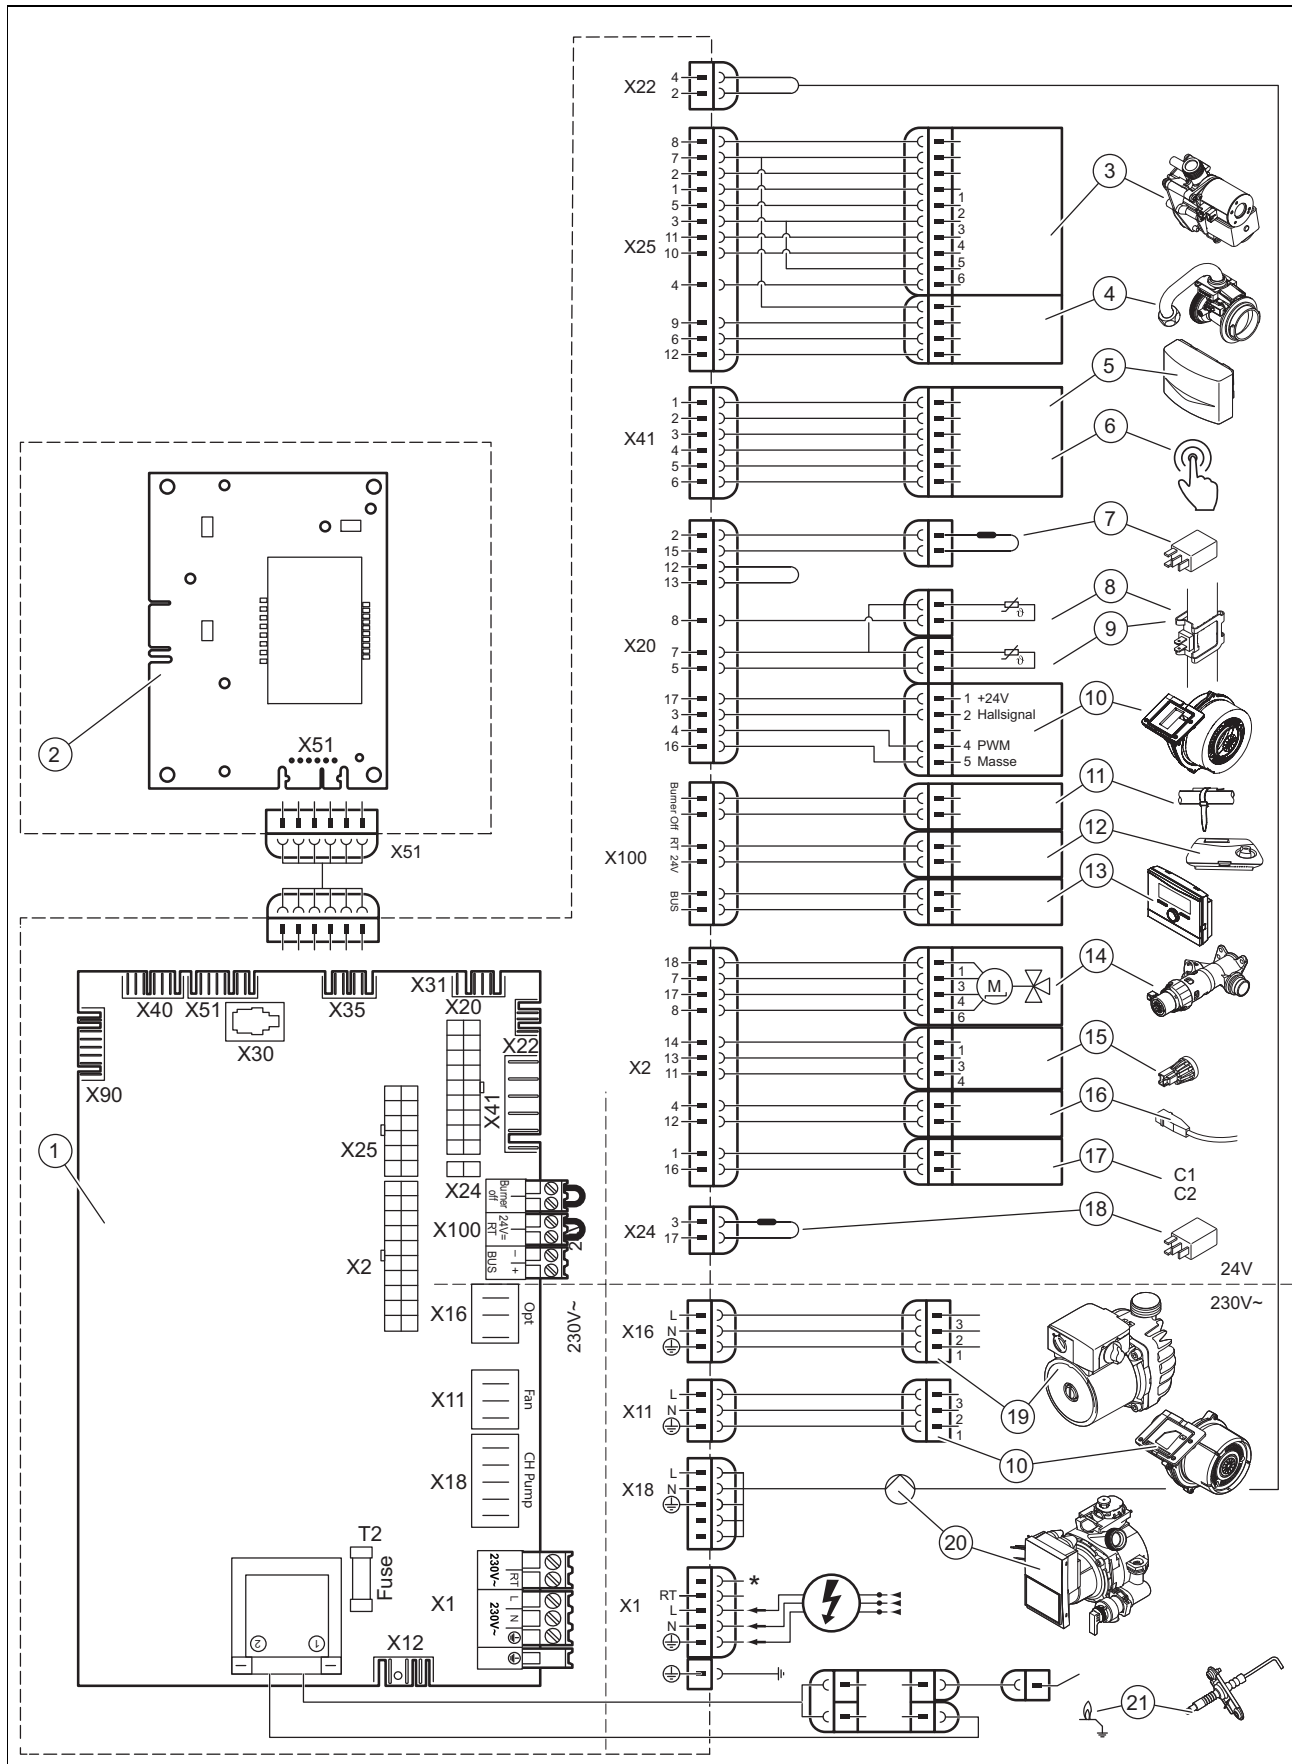 X22
4
2
X25
8
7
2
1
5
3
11
10
4
9
6
12
1
2
3
4
5
6
3
4
X41
1
2
3
4
5
6
5
6
X20
2
15
12
13
8
7
5
17
3
4
16
ϑ
ϑ
1 +24V
2 Hallsignal
4 PWM
5 Masse
7
8
9
10
X100
Burner Off
RT 24V
BUS
11
12
13
X2
18
7
17
8
14
13
11
4
12
1
16
1
3
4
6
M
1
3
4
14
15
16
17
C1
C2
X24
3
17
18
24V
230V~
X16
L
N
3
2
1
19
X11
L
N
3
2
1
10
X18
L
N
20
X1
*
RT
L
N
21
2
X51
X51
1
X40
X51
X35
X31
X20
X30
X22
X90
X41
X25
X24
Burner off
X100
24V= RT
BUS
− +
2
X2
X16
Opt
230V~
X11
Fan
X18
CH Pump
T2
Fuse
X1
230V~
RT
230V~
L
N
X12
2
1